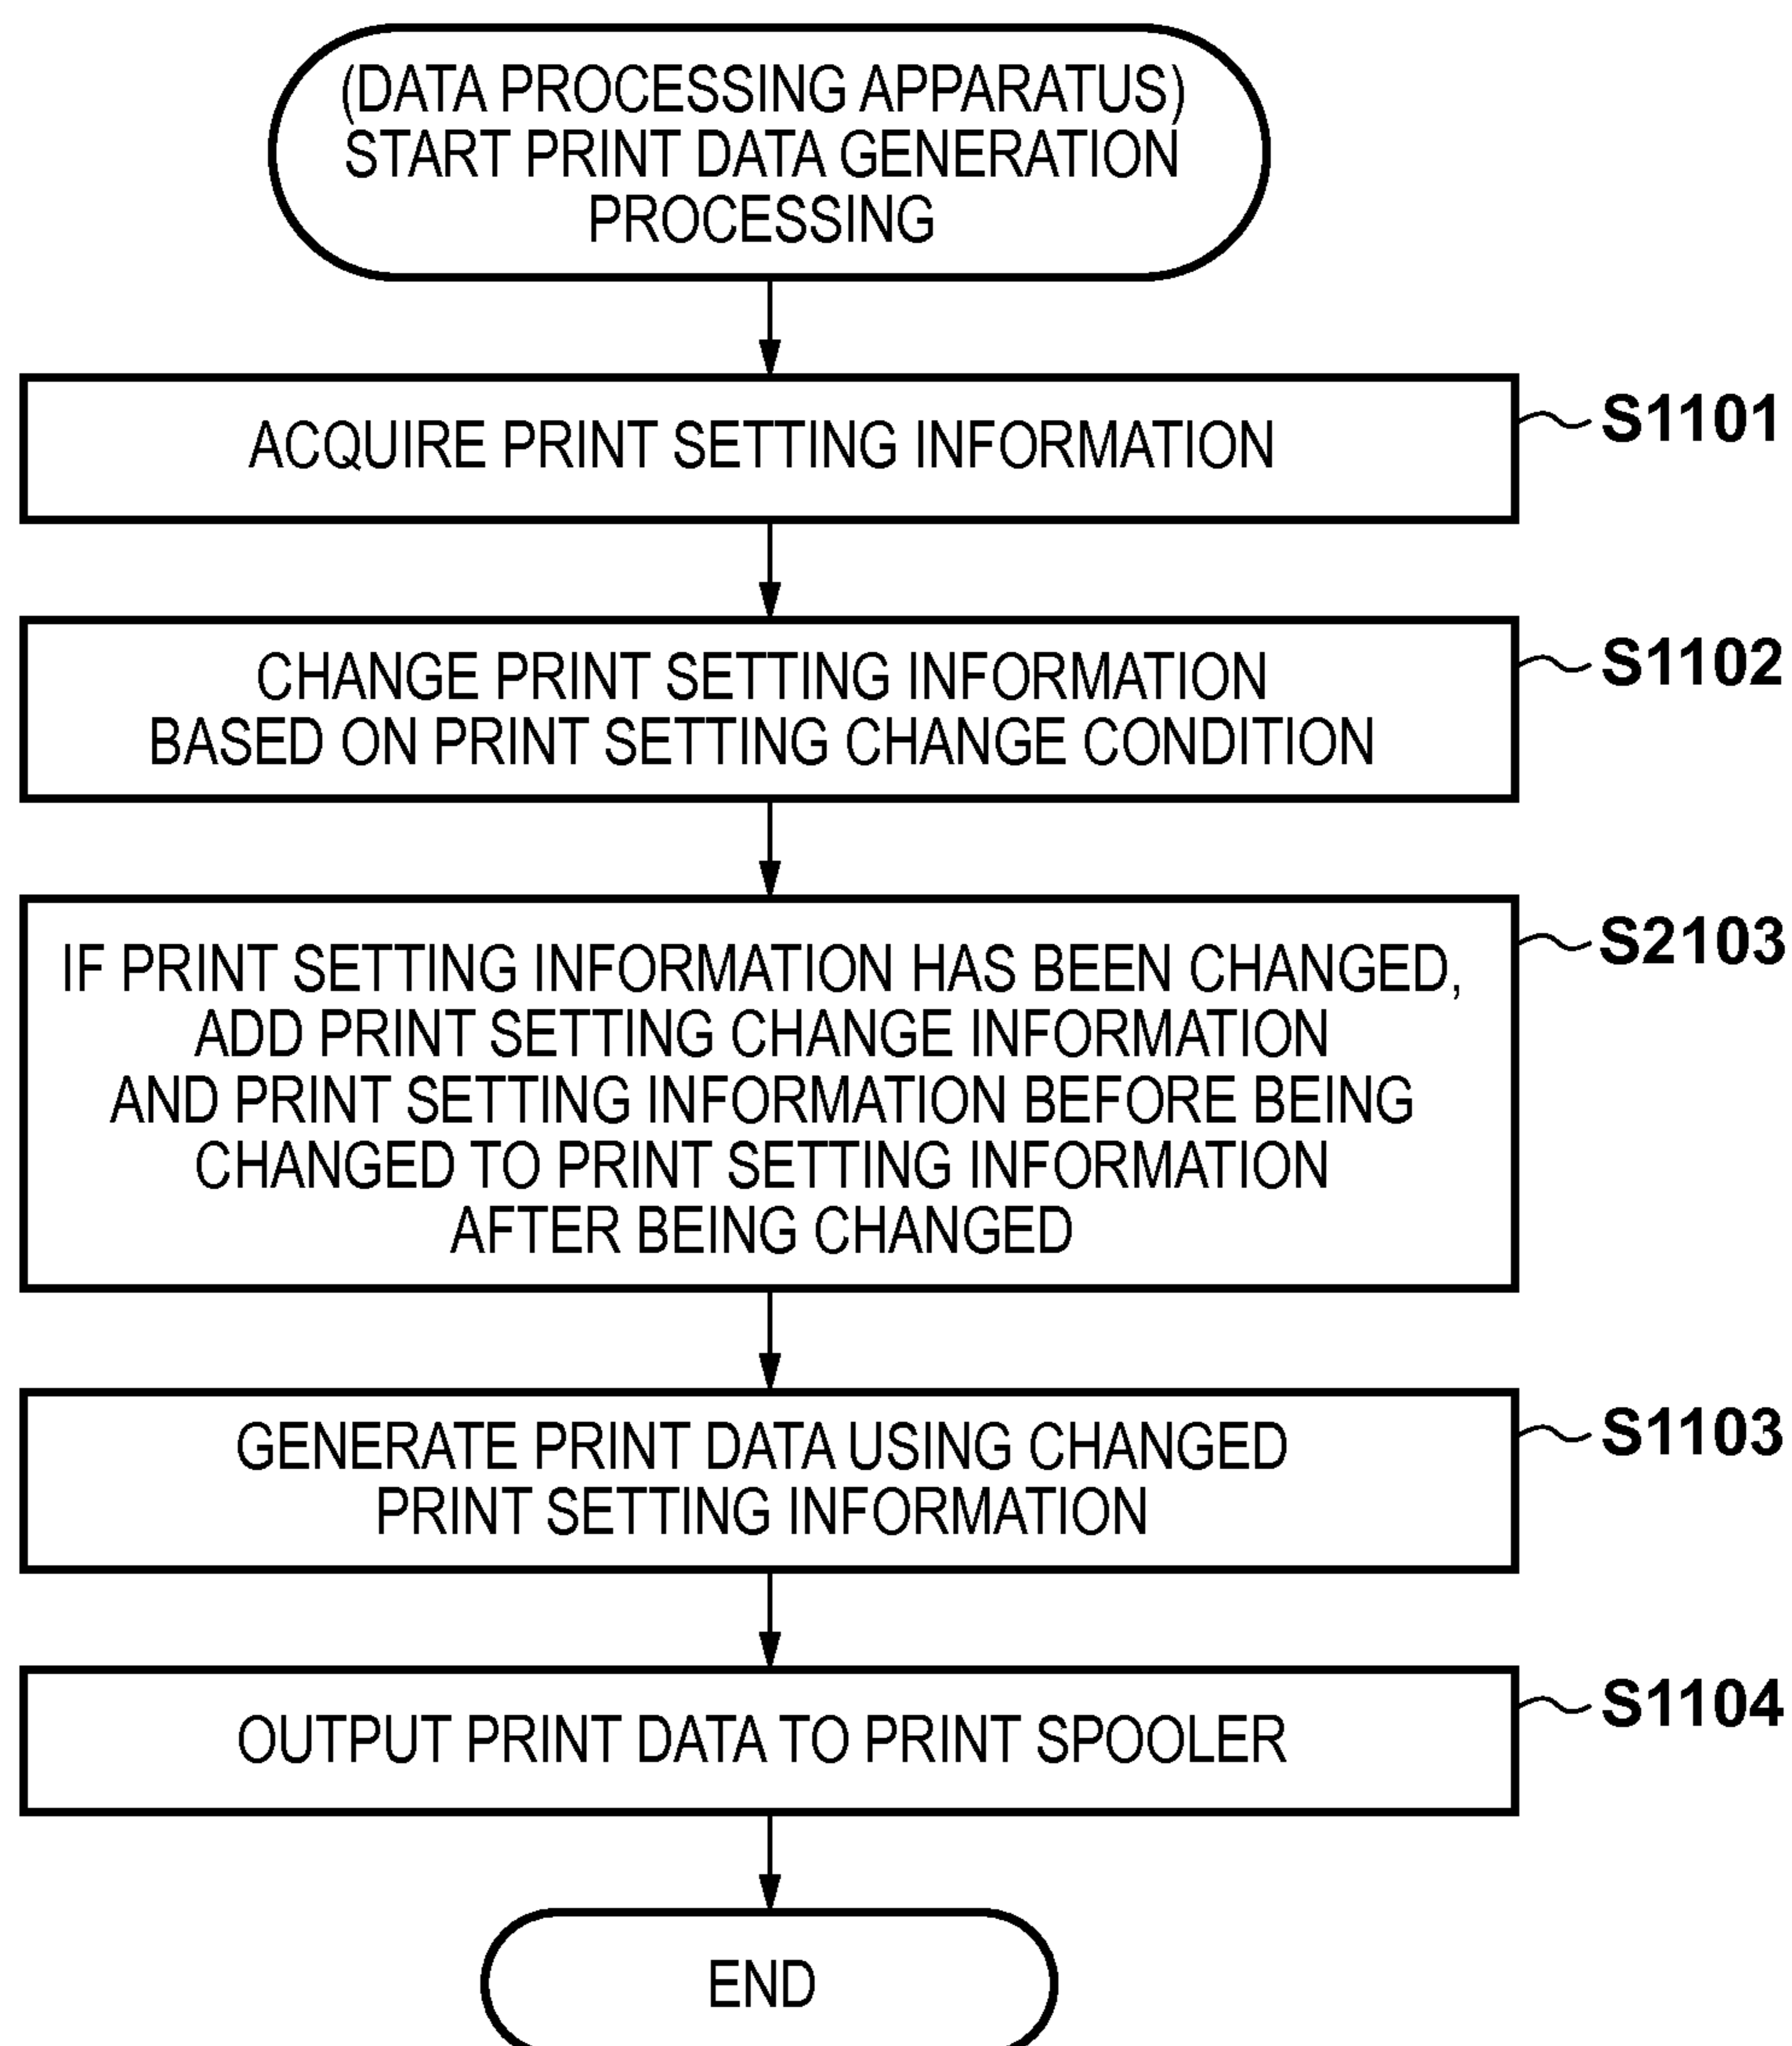 (DATA PROCESSING APPARATUS)
START PRINT DATA GENERATION
PROCESSING
ACQUIRE PRINT SETTING INFORMATION
S1101
CHANGE PRINT SETTING INFORMATION
BASED ON PRINT SETTING CHANGE CONDITION
S1102
IF PRINT SETTING INFORMATION HAS BEEN CHANGED,
ADD PRINT SETTING CHANGE INFORMATION
AND PRINT SETTING INFORMATION BEFORE BEING
CHANGED TO PRINT SETTING INFORMATION
AFTER BEING CHANGED
S2103
GENERATE PRINT DATA USING CHANGED
PRINT SETTING INFORMATION
S1103
OUTPUT PRINT DATA TO PRINT SPOOLER
S1104
END